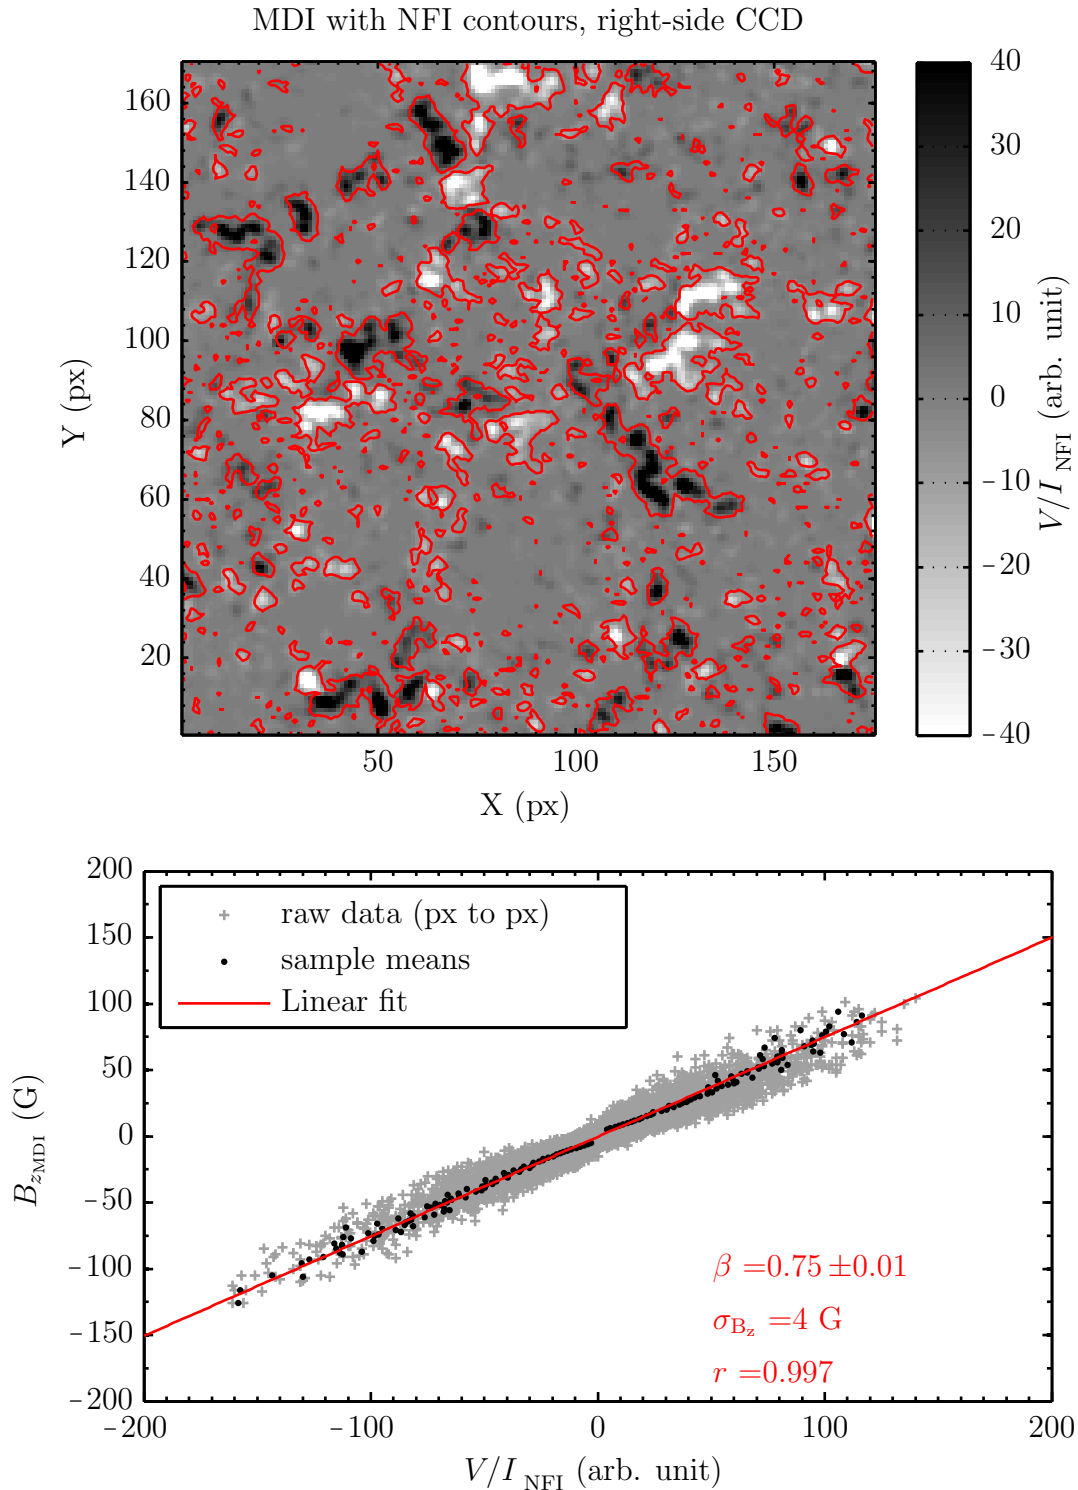 MDI with NFI contours, right-side CCD
160
140
120
100
80
60
40
20
Y (px)
50 100 150
X (px)
40
30
20
10
0
-10
-20
-30
-40
V/I NFI (arb. unit)
200
150
100
50
0
-50
-100
-150
-200
B zMDI (G)
raw data (px to px)
sample means
Linear fit
β =0.75 ±0.01
σ Bz =4 G
r =0.997
-200 -100 0 100 200
V/I NFI (arb. unit)